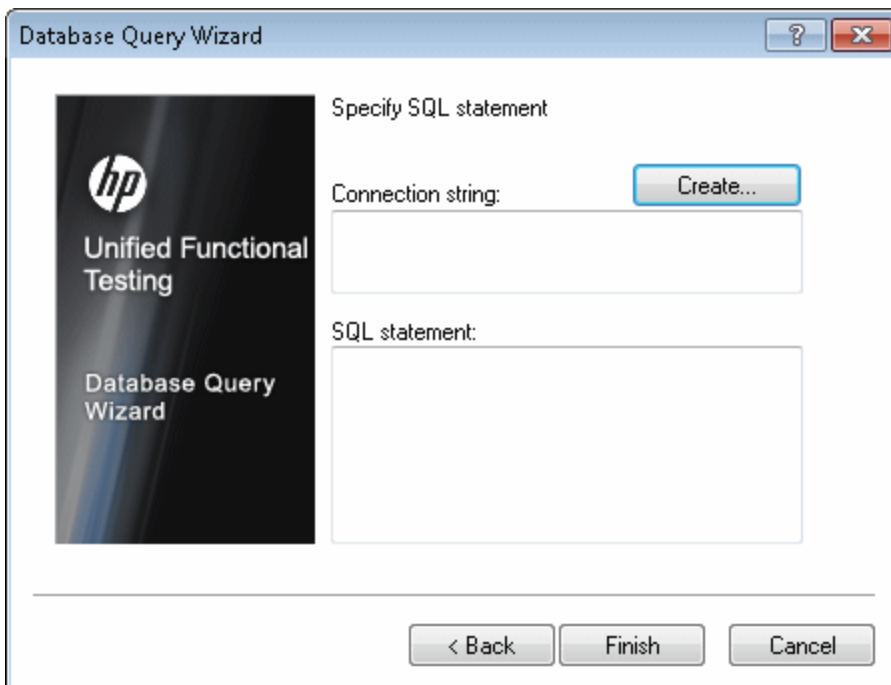 Database Query Wizard
?
Specify SQL statement
hp
Unified Functional
Testing
Database Query
Wizard
Connection string:
Create...
SQL statement:
< Back
Finish
Cancel